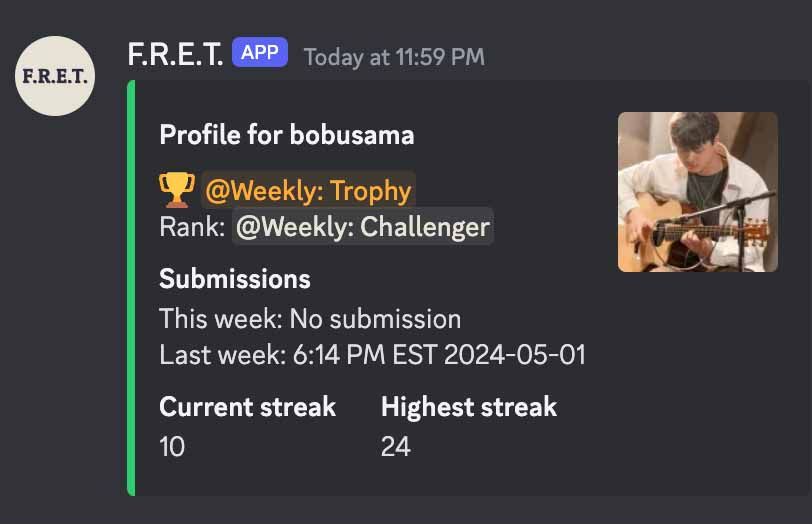 F.R.E.T. APP Today at 11:59 PM
F.R.E.T.
Profile for bobusama
@Weekly: Trophy
Rank: @Weekly: Challenger
Submissions
This week: No submission
Last week: 6:14 PM EST 2024-05-01
Current streak Highest streak
10 24